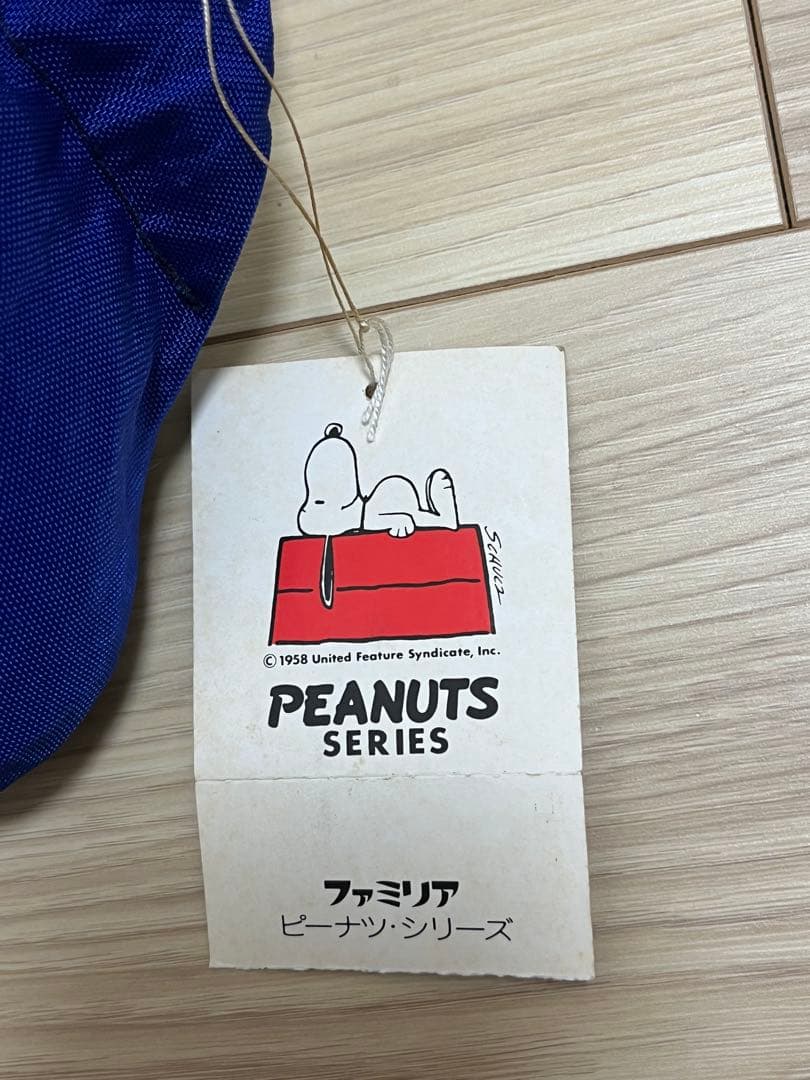 SCHULZ
© 1958 United Feature Syndicate, Inc.
PEANUTS
SERIES
ファミリア
ピーナツ・シリーズ